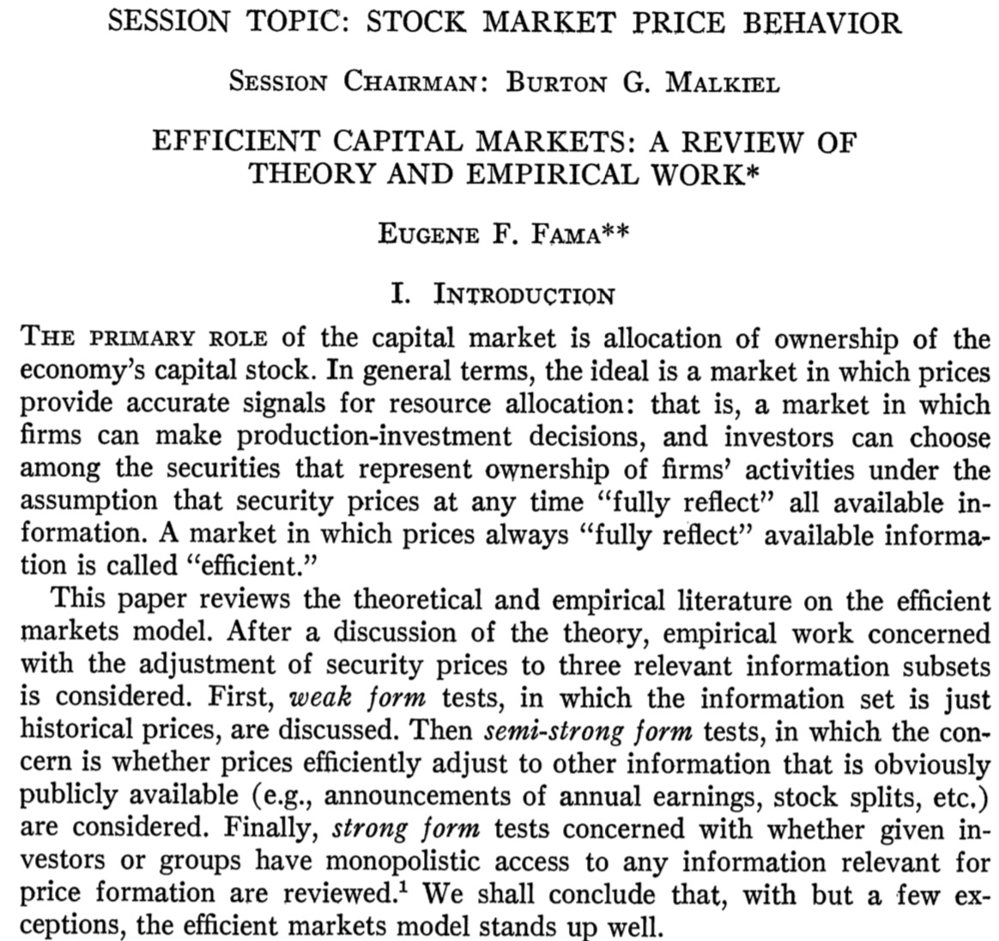 SESSION TOPIC: STOCK MARKET PRICE BEHAVIOR
SESSION CHAIRMAN: BURTON G. MALKIEL
EFFICIENT CAPITAL MARKETS: A REVIEW OF
THEORY AND EMPIRICAL WORK*
EUGENE F. FAMA**
I. INTRODUCTION
THE PRIMARY ROLE of the capital market is allocation of ownership of the
economy's capital stock. In general terms, the ideal is a market in which prices
provide accurate signals for resource allocation: that is, a market in which
firms can make production-investment decisions, and investors can choose
among the securities that represent ownership of firms' activities under the
assumption that security prices at any time “fully reflect” all available in-
formation. A market in which prices always “fully reflect” available informa-
tion is called “efficient.”
This paper reviews the theoretical and empirical literature on the efficient
markets model. After a discussion of the theory, empirical work concerned
with the adjustment of security prices to three relevant information subsets
is considered. First, weak form tests, in which the information set is just
historical prices, are discussed. Then semi-strong form tests, in which the con-
cern is whether prices efficiently adjust to other information that is obviously
publicly available (e.g., announcements of annual earnings, stock splits, etc.)
are considered. Finally, strong form tests concerned with whether given in-
vestors or groups have monopolistic access to any information relevant for
price formation are reviewed.¹ We shall conclude that, with but a few ex-
ceptions, the efficient markets model stands up well.